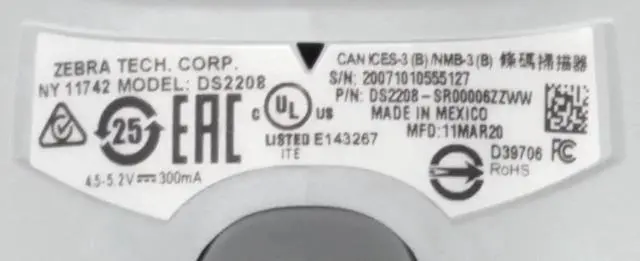 ZEBRA TECH. CORP.
NY 11742 MODEL: DS2208
25
EAC
C UL US
LISTED E143267
ITE
4.5-5.2V 300mA
CAN ICES-3 (B) /NMB-3 (B) 條碼掃描器
S/N: 20071010555127
P/N: DS2208-SR00006ZZWW
MADE IN MEXICO
MFD:11MAR20
D39706 FC
RoHS